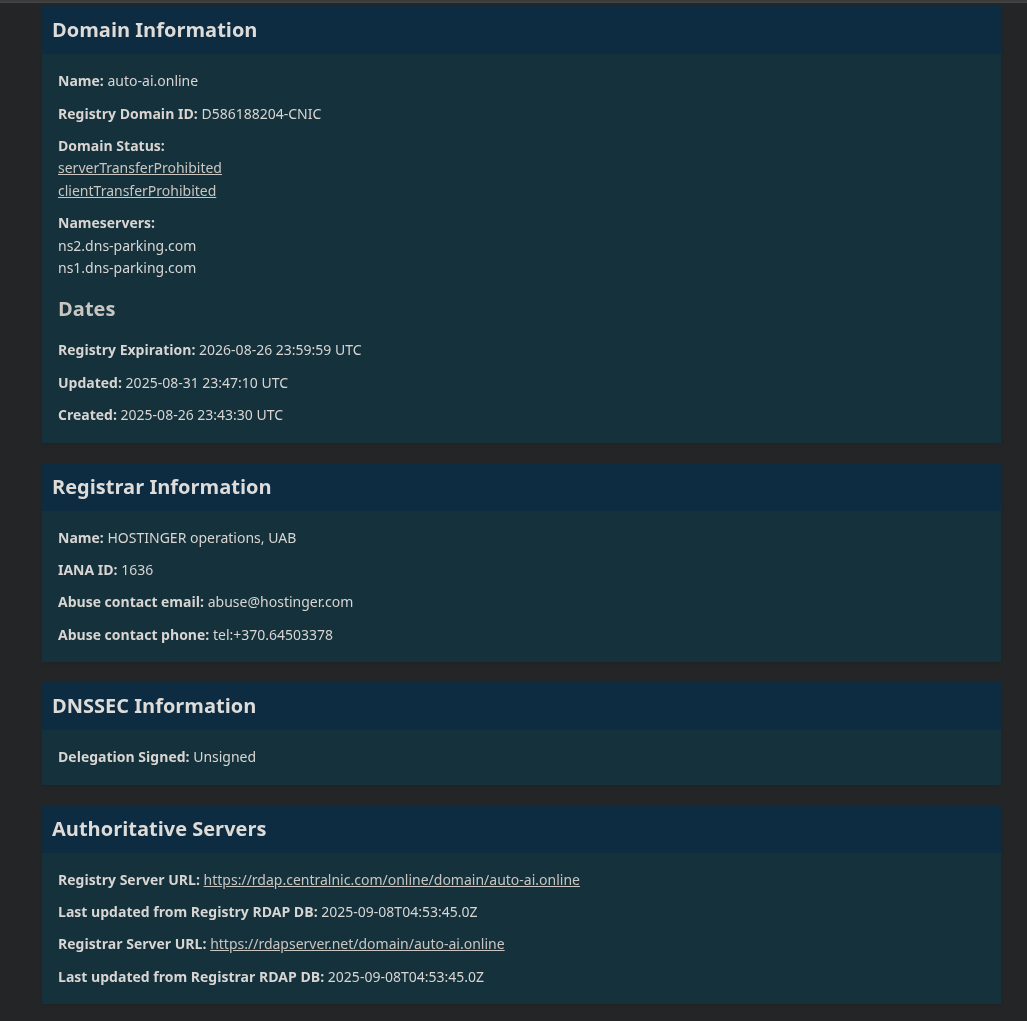 Domain Information
Name: auto-ai.online
Registry Domain ID: D586188204-CNIC
Domain Status:
serverTransferProhibited
clientTransferProhibited
Nameservers:
ns2.dns-parking.com
ns1.dns-parking.com
Dates
Registry Expiration: 2026-08-26 23:59:59 UTC
Updated: 2025-08-31 23:47:10 UTC
Created: 2025-08-26 23:43:30 UTC
Registrar Information
Name: HOSTINGER operations, UAB
IANA ID: 1636
Abuse contact email: abuse@hostinger.com
Abuse contact phone: tel:+370.64503378
DNSSEC Information
Delegation Signed: Unsigned
Authoritative Servers
Registry Server URL: https://rdap.centralnic.com/online/domain/auto-ai.online
Last updated from Registry RDAP DB: 2025-09-08T04:53:45.0Z
Registrar Server URL: https://rdapserver.net/domain/auto-ai.online
Last updated from Registrar RDAP DB: 2025-09-08T04:53:45.0Z